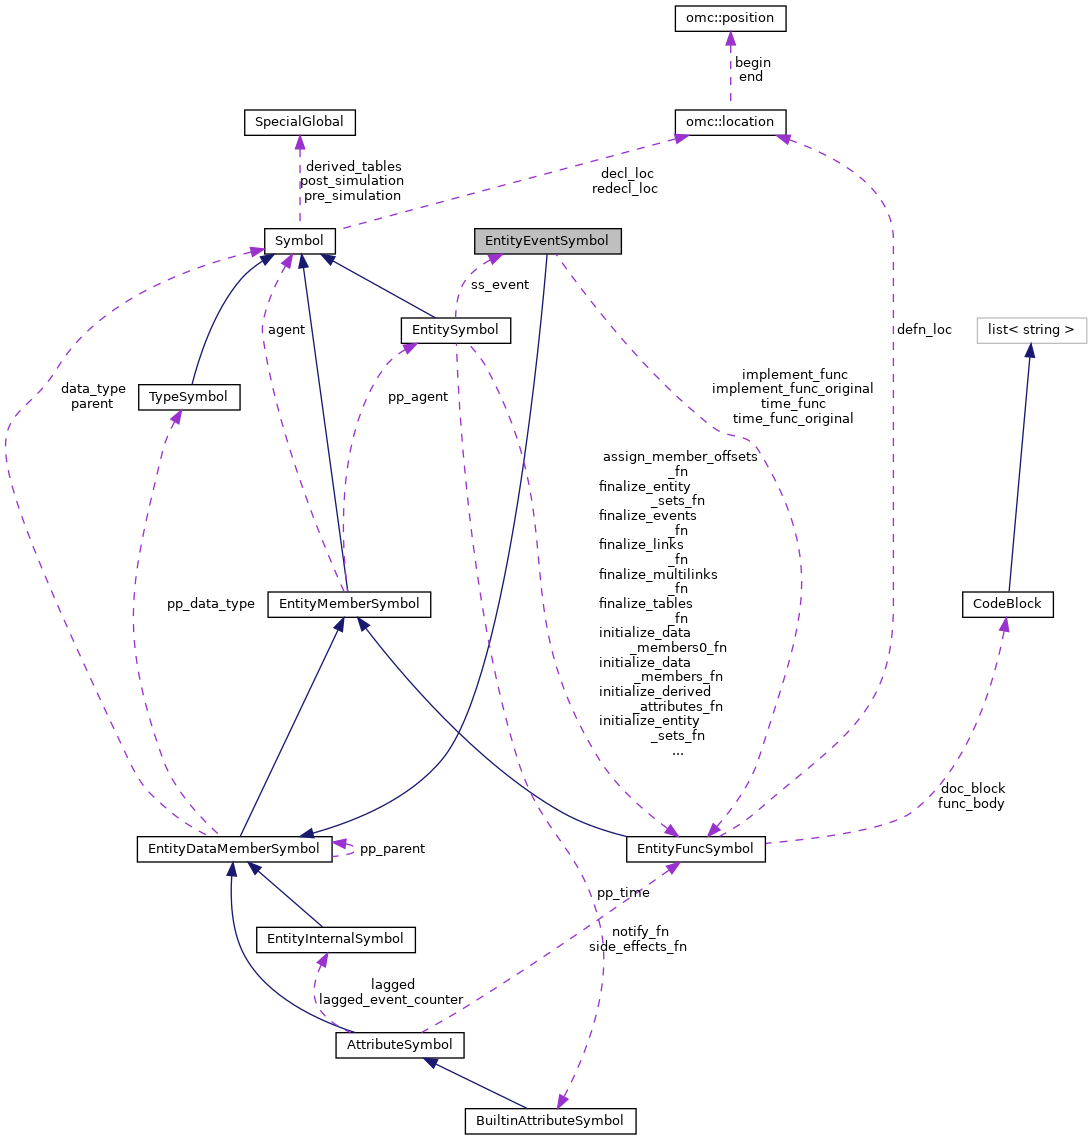 omc::position
begin
end
SpecialGlobal
omc::location
derived_tables
post_simulation
pre_simulation
decl_loc
redecl_loc
Symbol
EntityEventSymbol
ss_event
EntitySymbol
agent
defn_loc
list< string >
data_type
parent
TypeSymbol
pp_agent
implement_func
implement_func_original
time_func
time_func_original
assign_member_offsets
_fn
finalize_entity
_sets_fn
finalize_events
_fn
finalize_links
_fn
finalize_multilinks
_fn
finalize_tables
_fn
initialize_data
_members0_fn
initialize_data
_members_fn
initialize_derived
_attributes_fn
initialize_entity
_sets_fn
...
pp_data_type
EntityMemberSymbol
CodeBlock
doc_block
func_body
EntityDataMemberSymbol
pp_parent
EntityFuncSymbol
pp_time
EntityInternalSymbol
notify_fn
side_effects_fn
lagged
lagged_event_counter
AttributeSymbol
BuiltinAttributeSymbol